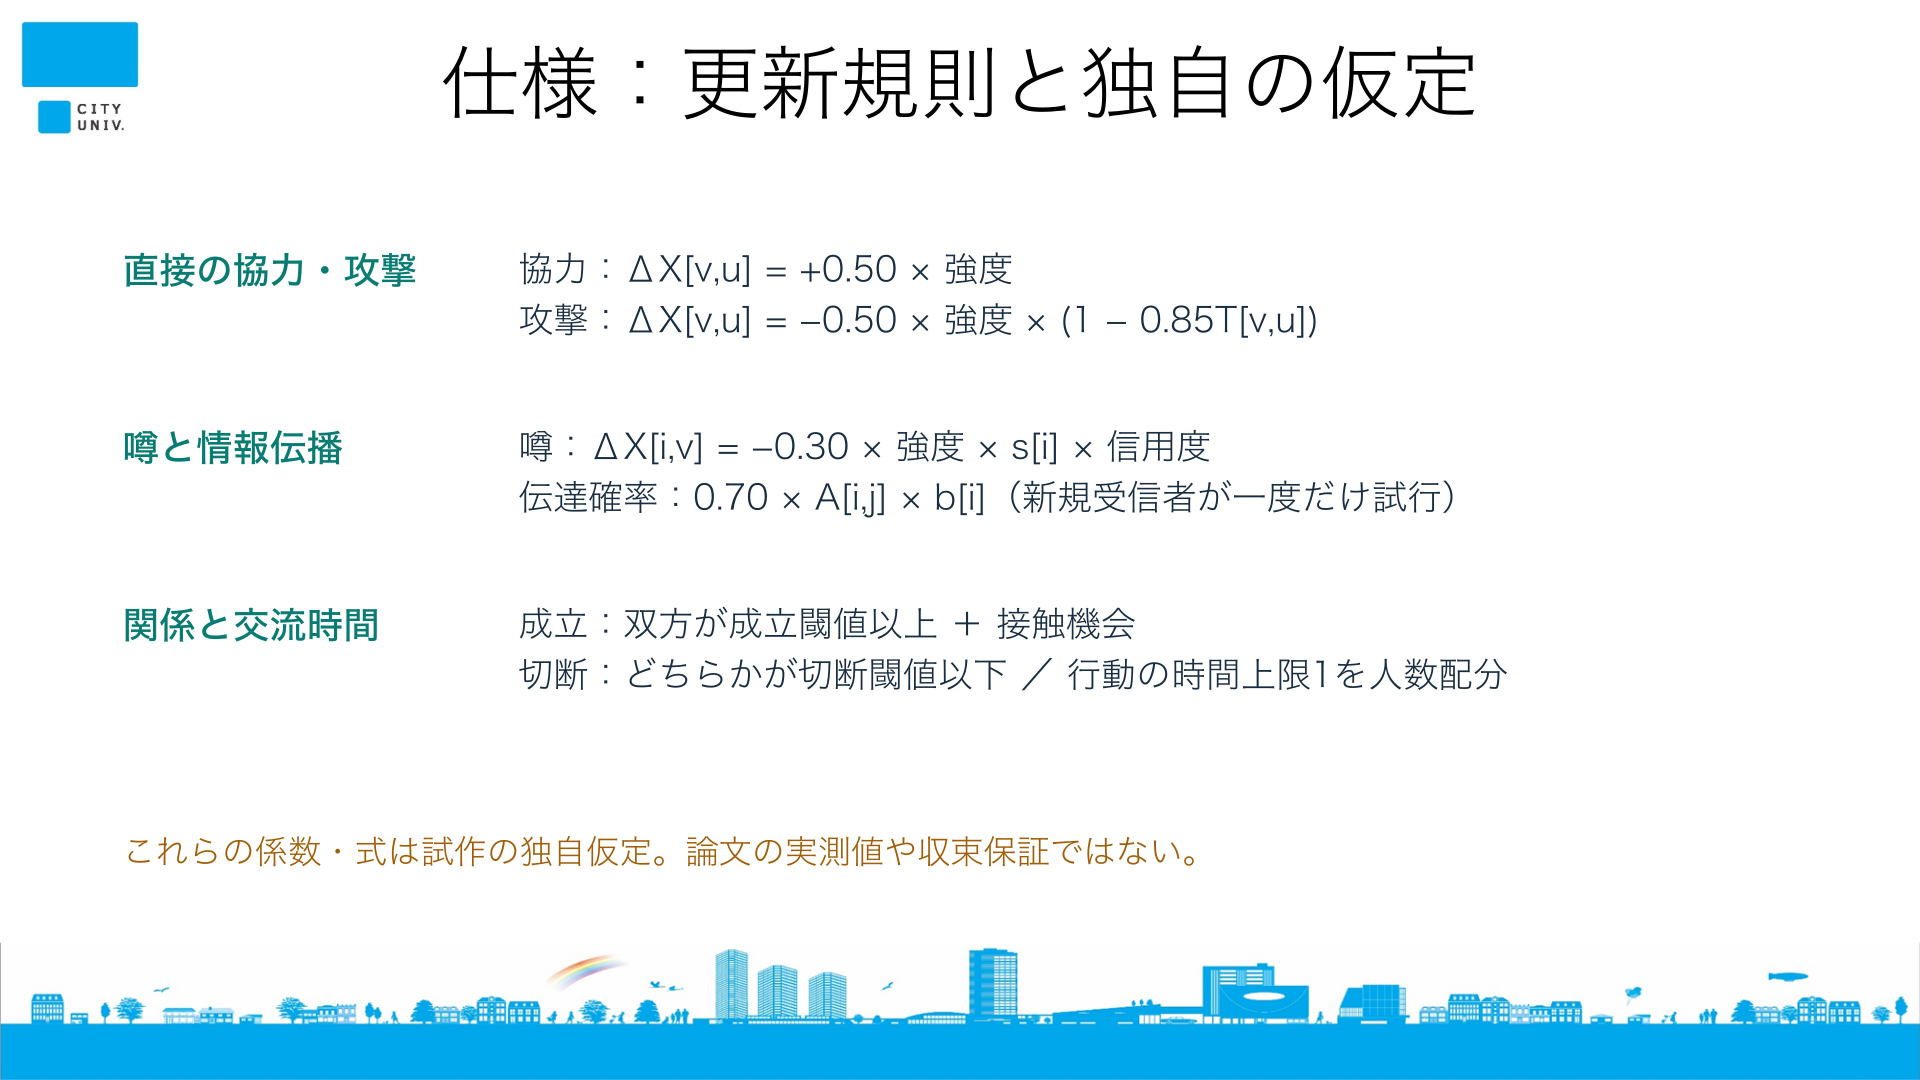 CITY
UNIV.
仕様：更新規則と独自の仮定
直接の協力・攻撃
協力：ΔX[v,u] = +0.50 × 強度
攻撃：ΔX[v,u] = −0.50 × 強度 × (1 − 0.85T[v,u])
噂と情報伝播
噂：ΔX[i,v] = −0.30 × 強度 × s[i] × 信用度
伝達確率：0.70 × A[i,j] × b[i]（新規受信者が一度だけ試行）
関係と交流時間
成立：双方が成立閾値以上 ＋ 接触機会
切断：どちらかが切断閾値以下 ／ 行動の時間上限1を人数配分
これらの係数・式は試作の独自仮定。論文の実測値や収束保証ではない。